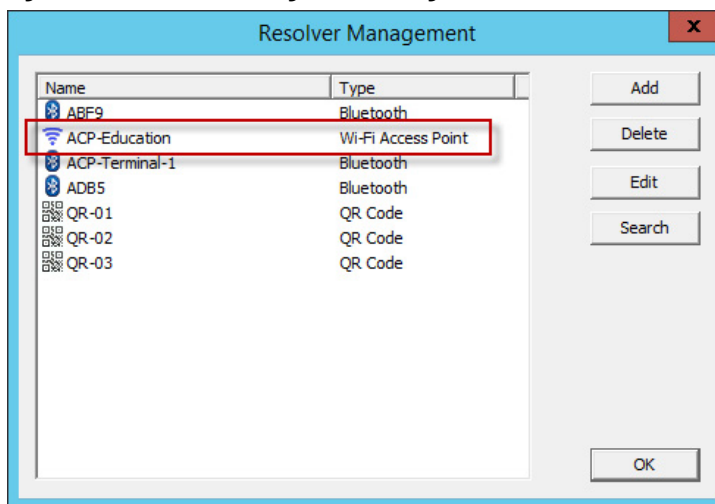 Resolver Management
x
Name Type
ABF9 Bluetooth
ACP-Education Wi-Fi Access Point
ACP-Terminal-1 Bluetooth
ADB5 Bluetooth
QR-01 QR Code
QR-02 QR Code
QR-03 QR Code
Add
Delete
Edit
Search
OK